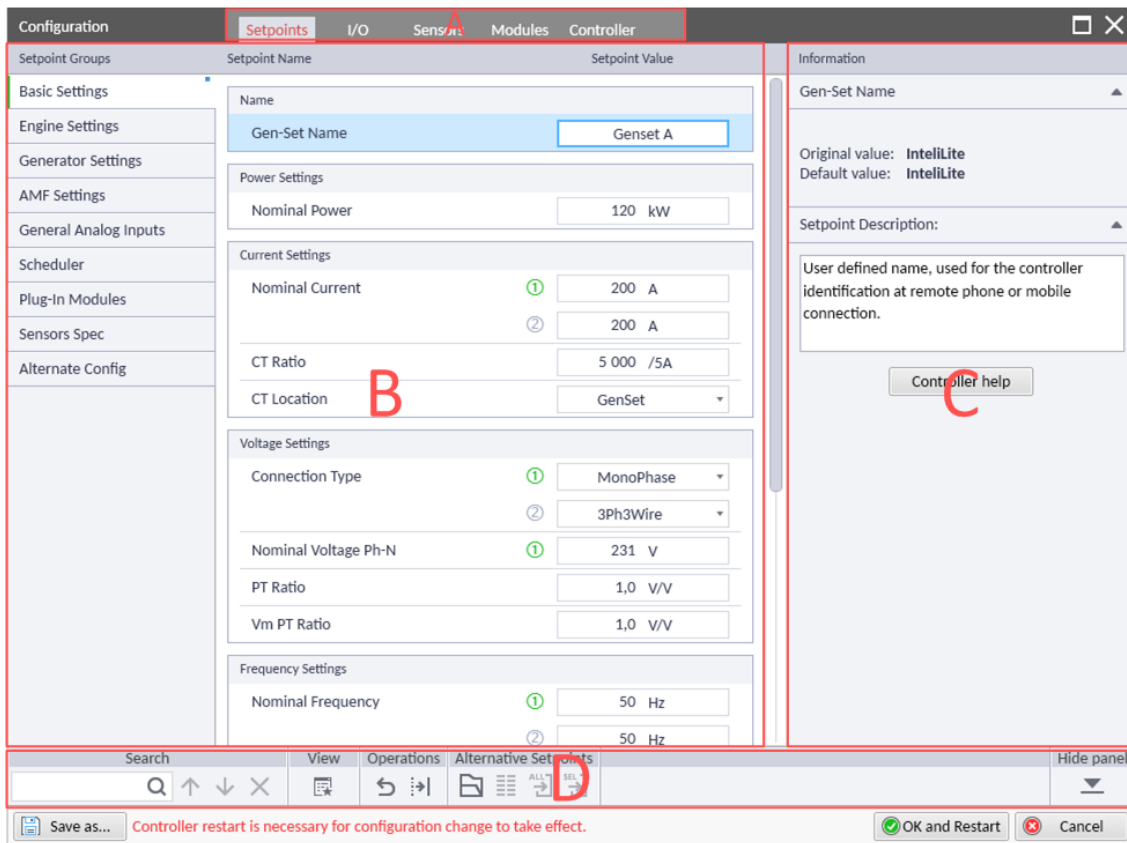 Configuration
Setpoints I/O Sensors Modules Controller
A
Setpoint Groups
Basic Settings
Engine Settings
Generator Settings
AMF Settings
General Analog Inputs
Scheduler
Plug-In Modules
Sensors Spec
Alternate Config
Setpoint Name Setpoint Value
Name
Gen-Set Name Genset A
Power Settings
Nominal Power 120 kW
Current Settings
Nominal Current 1 200 A
2 200 A
CT Ratio 5 000 /5A
CT Location GenSet
B
Voltage Settings
Connection Type 1 MonoPhase
2 3Ph3Wire
Nominal Voltage Ph-N 1 231 V
PT Ratio 1,0 V/V
Vm PT Ratio 1,0 V/V
Frequency Settings
Nominal Frequency 1 50 Hz
2 50 Hz
Information
Gen-Set Name
Original value: InteliLite
Default value: InteliLite
Setpoint Description:
User defined name, used for the controller
identification at remote phone or mobile
connection.
Controller help
C
Search View Operations Alternative Setpoints Hide panel
ALL SEL
D
Save as... Controller restart is necessary for configuration change to take effect. OK and Restart Cancel